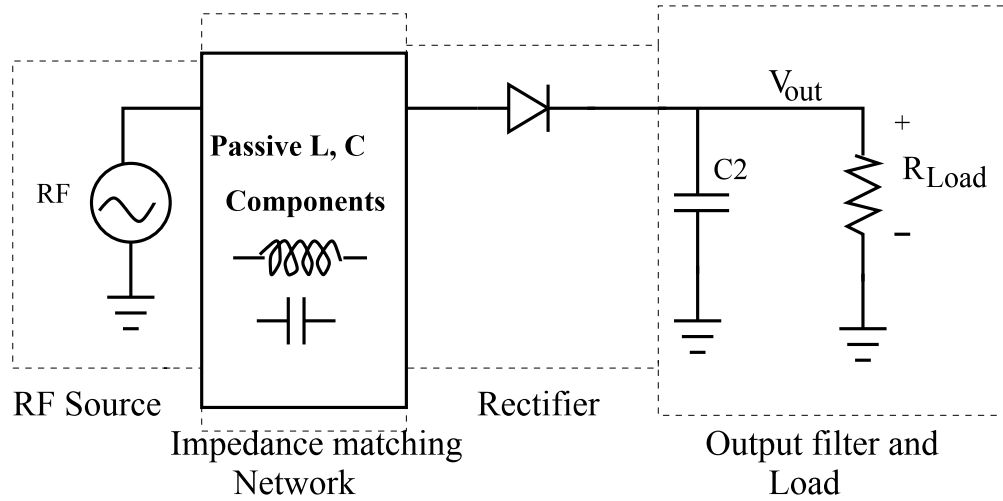 RF
Passive L, C
Components
Vout
+
C2
RLoad
−
RF Source
Impedance matching
Network
Rectifier
Output filter and
Load